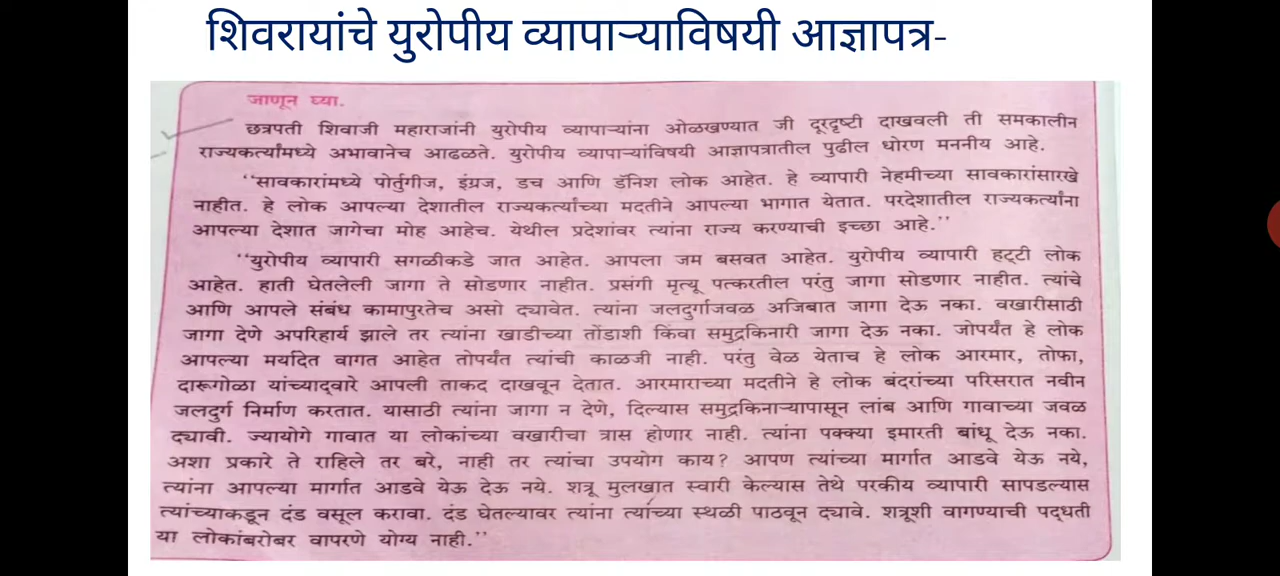 शिवरायांचे युरोपीय व्यापाऱ्याविषयी आज्ञापत्र-
जाणून घ्या.
छत्रपती शिवाजी महाराजांनी युरोपीय व्यापाऱ्यांना ओळखण्यात जी दूरदृष्टी दाखवली ती समकालीन
राज्यकर्त्यांमध्ये अभावानेच आढळते. युरोपीय व्यापाऱ्यांविषयी आज्ञापत्रातील पुढील धोरण मननीय आहे.
‘‘सावकारांमध्ये पोर्तुगीज, इंग्रज, डच आणि डॅनिश लोक आहेत. हे व्यापारी नेहमीच्या सावकारांसारखे
नाहीत. हे लोक आपल्या देशातील राज्यकर्त्यांच्या मदतीने आपल्या भागात येतात. परदेशातील राज्यकर्त्यांना
आपल्या देशात जागेचा मोह आहेच. येथील प्रदेशांवर त्यांना राज्य करण्याची इच्छा आहे.’’
‘‘युरोपीय व्यापारी सगळीकडे जात आहेत. आपला जम बसवत आहेत. युरोपीय व्यापारी हट्टी लोक
आहेत. हाती घेतलेली जागा ते सोडणार नाहीत. प्रसंगी मृत्यू पत्करतील परंतु जागा सोडणार नाहीत. त्यांचे
आणि आपले संबंध कामापुरतेच असो द्यावेत. त्यांना जलदुर्गाजवळ अजिबात जागा देऊ नका. वखारीसाठी
जागा देणे अपरिहार्य झाले तर त्यांना खाडीच्या तोंडाशी किंवा समुद्रकिनारी जागा देऊ नका. जोपर्यंत हे लोक
आपल्या मर्यादेत वागत आहेत तोपर्यंत त्यांची काळजी नाही. परंतु वेळ येताच हे लोक आरमार, तोफा,
दारूगोळा यांच्याद्वारे आपली ताकद दाखवून देतात. आरमाराच्या मदतीने हे लोक बंदरांच्या परिसरात नवीन
जलदुर्ग निर्माण करतात. यासाठी त्यांना जागा न देणे, दिल्यास समुद्रकिनाऱ्यापासून लांब आणि गावाच्या जवळ
द्यावी. ज्यायोगे गावात या लोकांच्या वखारीचा त्रास होणार नाही. त्यांना पक्क्या इमारती बांधू देऊ नका.
अशा प्रकारे ते राहिले तर बरे, नाही तर त्यांचा उपयोग काय? आपण त्यांच्या मार्गात आडवे येऊ नये,
त्यांना आपल्या मार्गात आडवे येऊ देऊ नये. शत्रू मुलखात स्वारी केल्यास तेथे परकीय व्यापारी सापडल्यास
त्यांच्याकडून दंड वसूल करावा. दंड घेतल्यावर त्यांना त्यांच्या स्थळी पाठवून द्यावे. शत्रूशी वागण्याची पद्धती
या लोकांबरोबर वापरणे योग्य नाही.’’